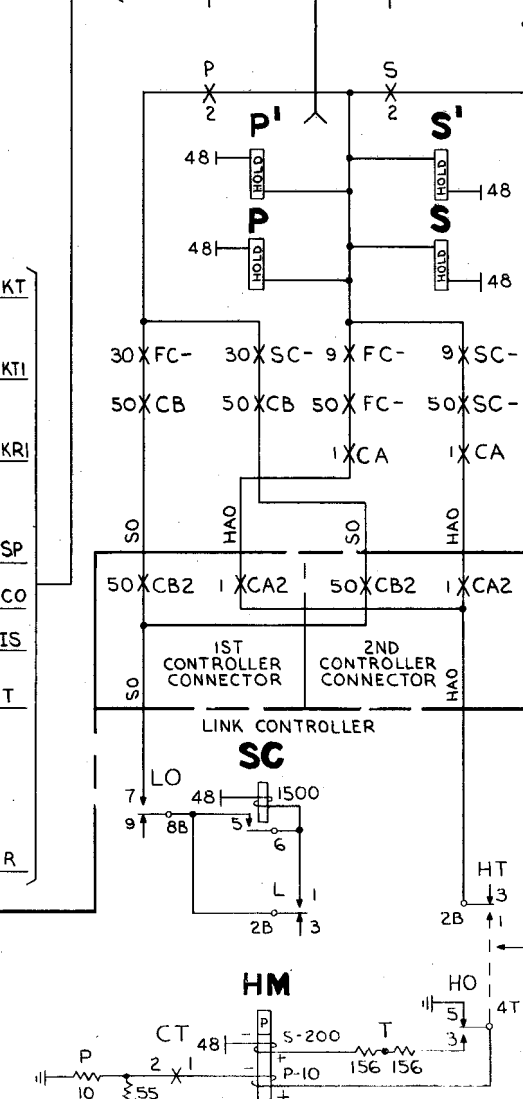 P S
2 2
P' S'
48 HOLD HOLD 48
P S
48 HOLD HOLD 48
KT
30 FC- 30 SC- 9 FC- 9 SC-
KT1
50 CB 50 CB 50 FC- 50 SC-
KR1 1 CA 1 CA
SO HAO SO HAO
SP
50 CB2 1 CA2 50 CB2 1 CA2
CO
IS
1ST 2ND
CONTROLLER CONTROLLER
CONNECTOR CONNECTOR
T SO HAO
LINK CONTROLLER
SC
LO
7 48 1500
9 8B 5
6
R L 1 HT
2B 3 3
2B 1
HM
HO
P 5 4T
CT 48 - S-200 T 3
+ 156 156
P 2 1 - P-10
10 .55 +